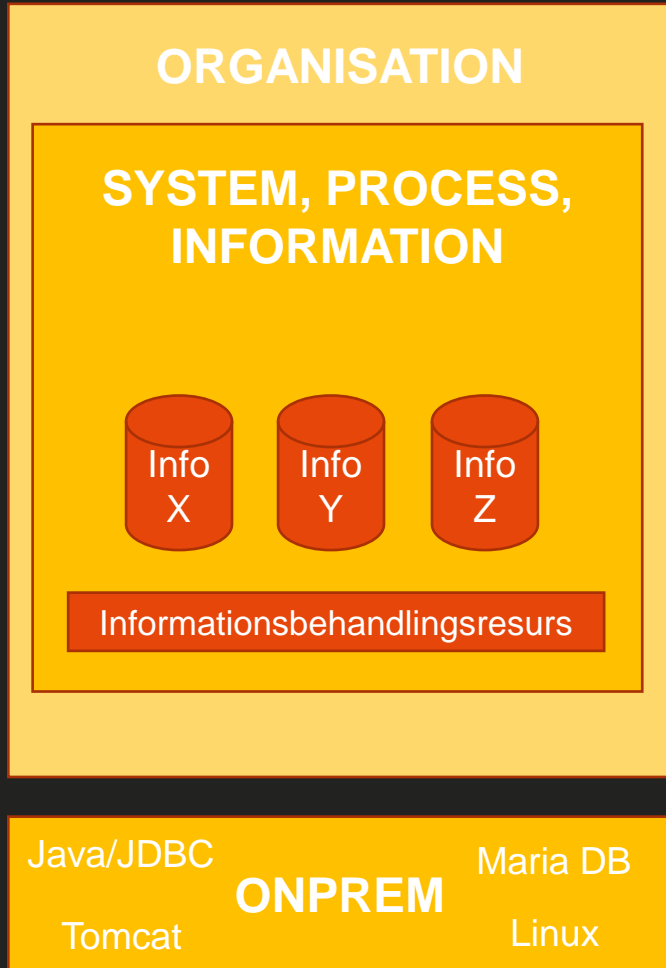 ORGANISATION
SYSTEM, PROCESS,
INFORMATION
Info
X
Info
Y
Info
Z
Informationsbehandlingsresurs
Java/JDBC
Maria DB
ONPREM
Tomcat
Linux